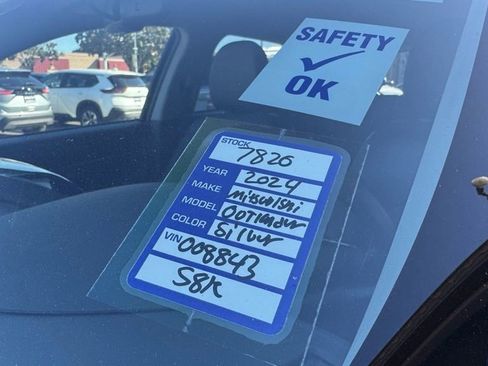 SAFETY
OK
STOCK 7820
YEAR 2024
MAKE Mitsubishi
MODEL Outlander
COLOR Silver
VIN 008843
58K